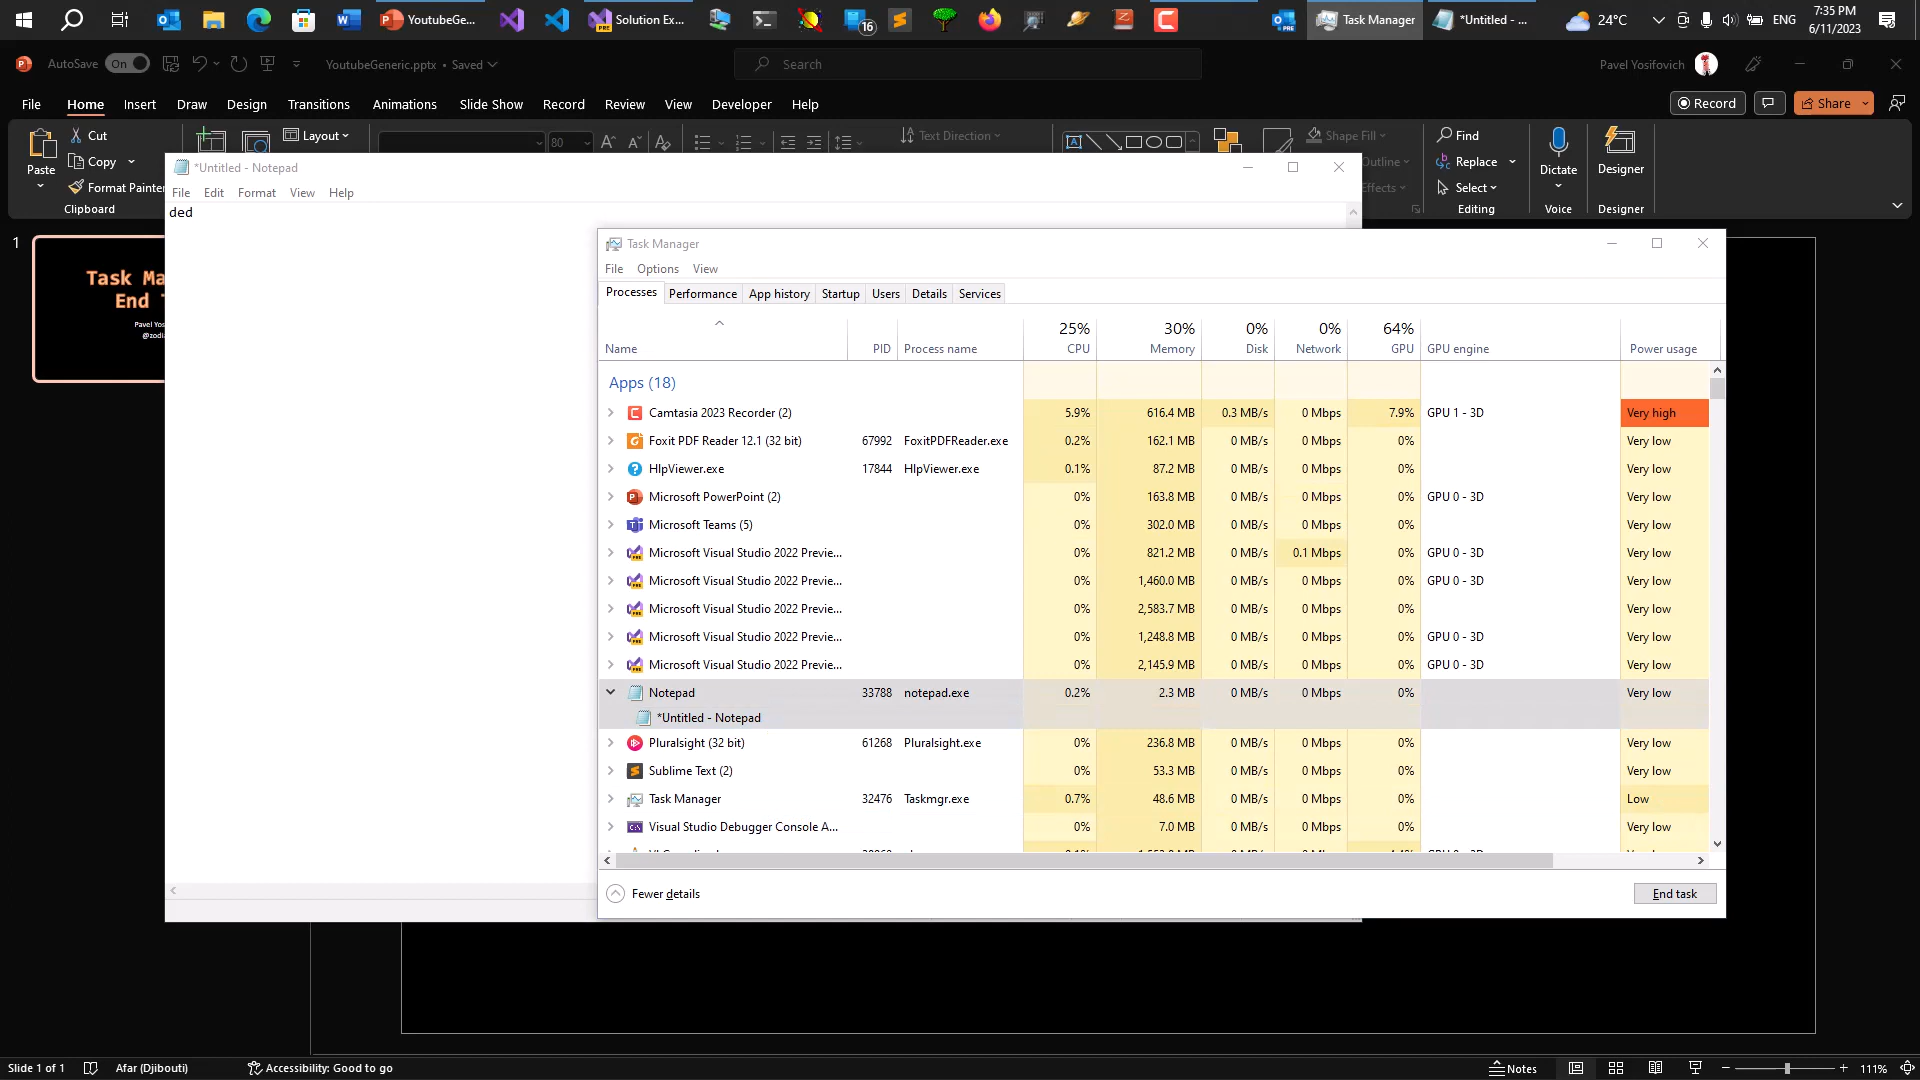 YoutubeGe...
Solution Ex...
16
Task Manager
*Untitled - ...
24°C
ENG
7:35 PM
6/11/2023
AutoSave
On
YoutubeGeneric.pptx • Saved
Search
Pavel Yosifovich
File Home Insert Draw Design Transitions Animations Slide Show Record Review View Developer Help
Record
Share
Paste
Cut
Copy
Format Painter
Clipboard
Layout
80
Text Direction
Shape Fill
Outline
Effects
Find
Replace
Select
Editing
Dictate
Voice
Designer
Designer
*Untitled - Notepad
File Edit Format View Help
ded
1
Task Ma
End T
Pavel Yos
@zodia
Task Manager
File Options View
Processes Performance App history Startup Users Details Services
25% 30% 0% 0% 64%
Name PID Process name CPU Memory Disk Network GPU GPU engine Power usage
Apps (18)
Camtasia 2023 Recorder (2) 5.9% 616.4 MB 0.3 MB/s 0 Mbps 7.9% GPU 1 - 3D Very high
Foxit PDF Reader 12.1 (32 bit) 67992 FoxitPDFReader.exe 0.2% 162.1 MB 0 MB/s 0 Mbps 0% Very low
HlpViewer.exe 17844 HlpViewer.exe 0.1% 87.2 MB 0 MB/s 0 Mbps 0% Very low
Microsoft PowerPoint (2) 0% 163.8 MB 0 MB/s 0 Mbps 0% GPU 0 - 3D Very low
Microsoft Teams (5) 0% 302.0 MB 0 MB/s 0 Mbps 0% Very low
Microsoft Visual Studio 2022 Previe... 0% 821.2 MB 0 MB/s 0.1 Mbps 0% GPU 0 - 3D Very low
Microsoft Visual Studio 2022 Previe... 0% 1,460.0 MB 0 MB/s 0 Mbps 0% GPU 0 - 3D Very low
Microsoft Visual Studio 2022 Previe... 0% 2,583.7 MB 0 MB/s 0 Mbps 0% Very low
Microsoft Visual Studio 2022 Previe... 0% 1,248.8 MB 0 MB/s 0 Mbps 0% GPU 0 - 3D Very low
Microsoft Visual Studio 2022 Previe... 0% 2,145.9 MB 0 MB/s 0 Mbps 0% GPU 0 - 3D Very low
Notepad 33788 notepad.exe 0.2% 2.3 MB 0 MB/s 0 Mbps 0% Very low
*Untitled - Notepad
Pluralsight (32 bit) 61268 Pluralsight.exe 0% 236.8 MB 0 MB/s 0 Mbps 0% Very low
Sublime Text (2) 0% 53.3 MB 0 MB/s 0 Mbps 0% Very low
Task Manager 32476 Taskmgr.exe 0.7% 48.6 MB 0 MB/s 0 Mbps 0% Low
Visual Studio Debugger Console A... 0% 7.0 MB 0 MB/s 0 Mbps 0% Very low
Fewer details
End task
Slide 1 of 1
Afar (Djibouti)
Accessibility: Good to go
Notes
111%